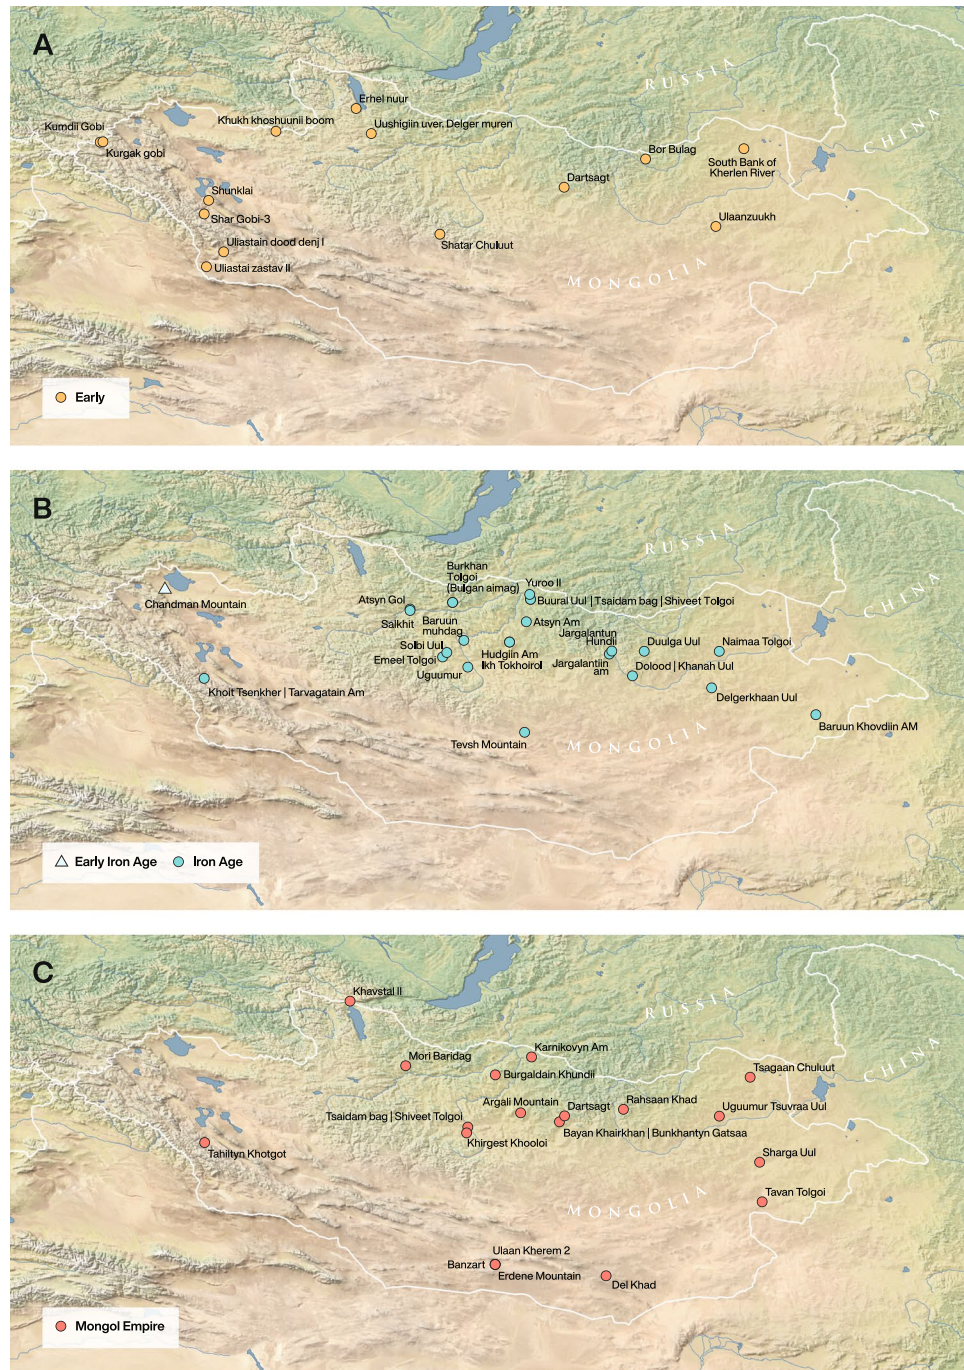 A
RUSSIA
CHINA
Erhel nuur
Khukh khoshuunii boom
Uushigiin uver. Delger muren
Kumdii Gobi
Kurgak gobi
Bor Bulag
South Bank of
Kherlen River
Dartsagt
Shunklai
Shar Gobi-3
Ulaanzuukh
Uliastain dood denj I
Shatar Chuluut
Uliastai zastav II
MONGOLIA
Early
B
RUSSIA
CHINA
Burkhan
Tolgoi
(Bulgan aimag)
Yuroo II
Buural Uul | Tsaidam bag | Shiveet Tolgoi
Chandman Mountain
Atsyn Gol
Salkhit
Baruun
muhdag
Atsyn Am
Jargalantun
Hundii
Duulga Uul
Naimaa Tolgoi
Solbi Uul
Emeel Tolgoi
Hudgiin Am
Ikh Tokhoirol
Jargalantiin
am
Dolood | Khanah Uul
Uguumur
Khoit Tsenkher | Tarvagatain Am
Delgerkhaan Uul
Baruun Khovdiin AM
Tevsh Mountain
MONGOLIA
Early Iron Age
Iron Age
C
RUSSIA
CHINA
Khavstal II
Karnikovyn Am
Mori Baridag
Burgaldain Khundii
Tsagaan Chuluut
Argali Mountain
Dartsagt
Rahsaan Khad
Uguumur Tsuvraa Uul
Tsaidam bag | Shiveet Tolgoi
Bayan Khairkhan | Bunkhantyn Gatsaa
Khirgest Khooloi
Tahiltyn Khotgot
Sharga Uul
Tavan Tolgoi
MONGOLIA
Ulaan Kherem 2
Banzart
Erdene Mountain
Del Khad
Mongol Empire